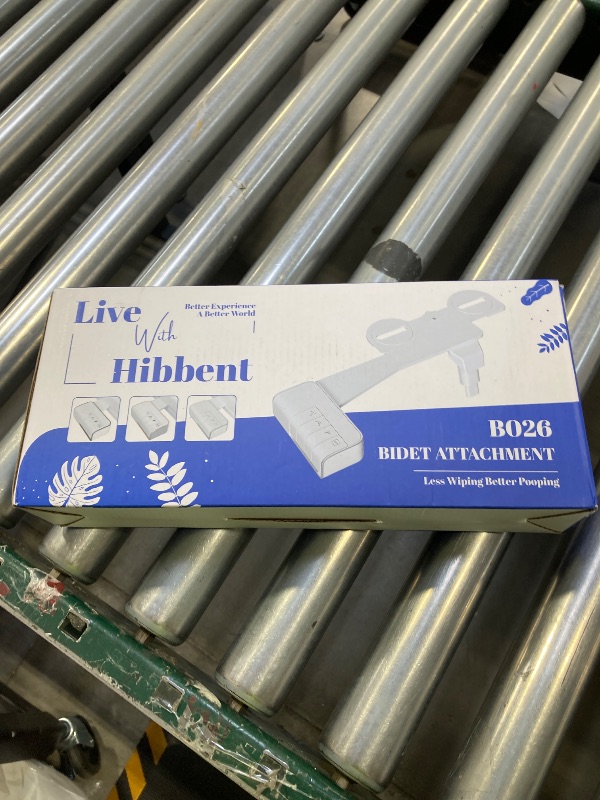 Live
With
Hibbent
Better Experience
A Better World
B026
BIDET ATTACHMENT
Less Wiping Better Pooping